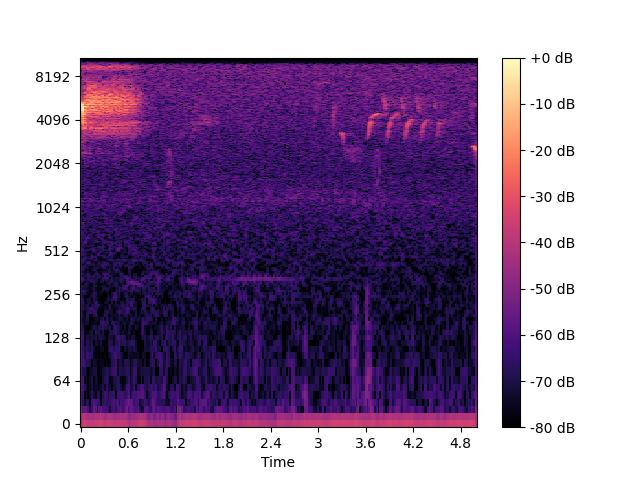 8192
4096
2048
1024
512
256
128
64
0
Hz
0 0.6 1.2 1.8 2.4 3 3.6 4.2 4.8
Time
+0 dB
-10 dB
-20 dB
-30 dB
-40 dB
-50 dB
-60 dB
-70 dB
-80 dB